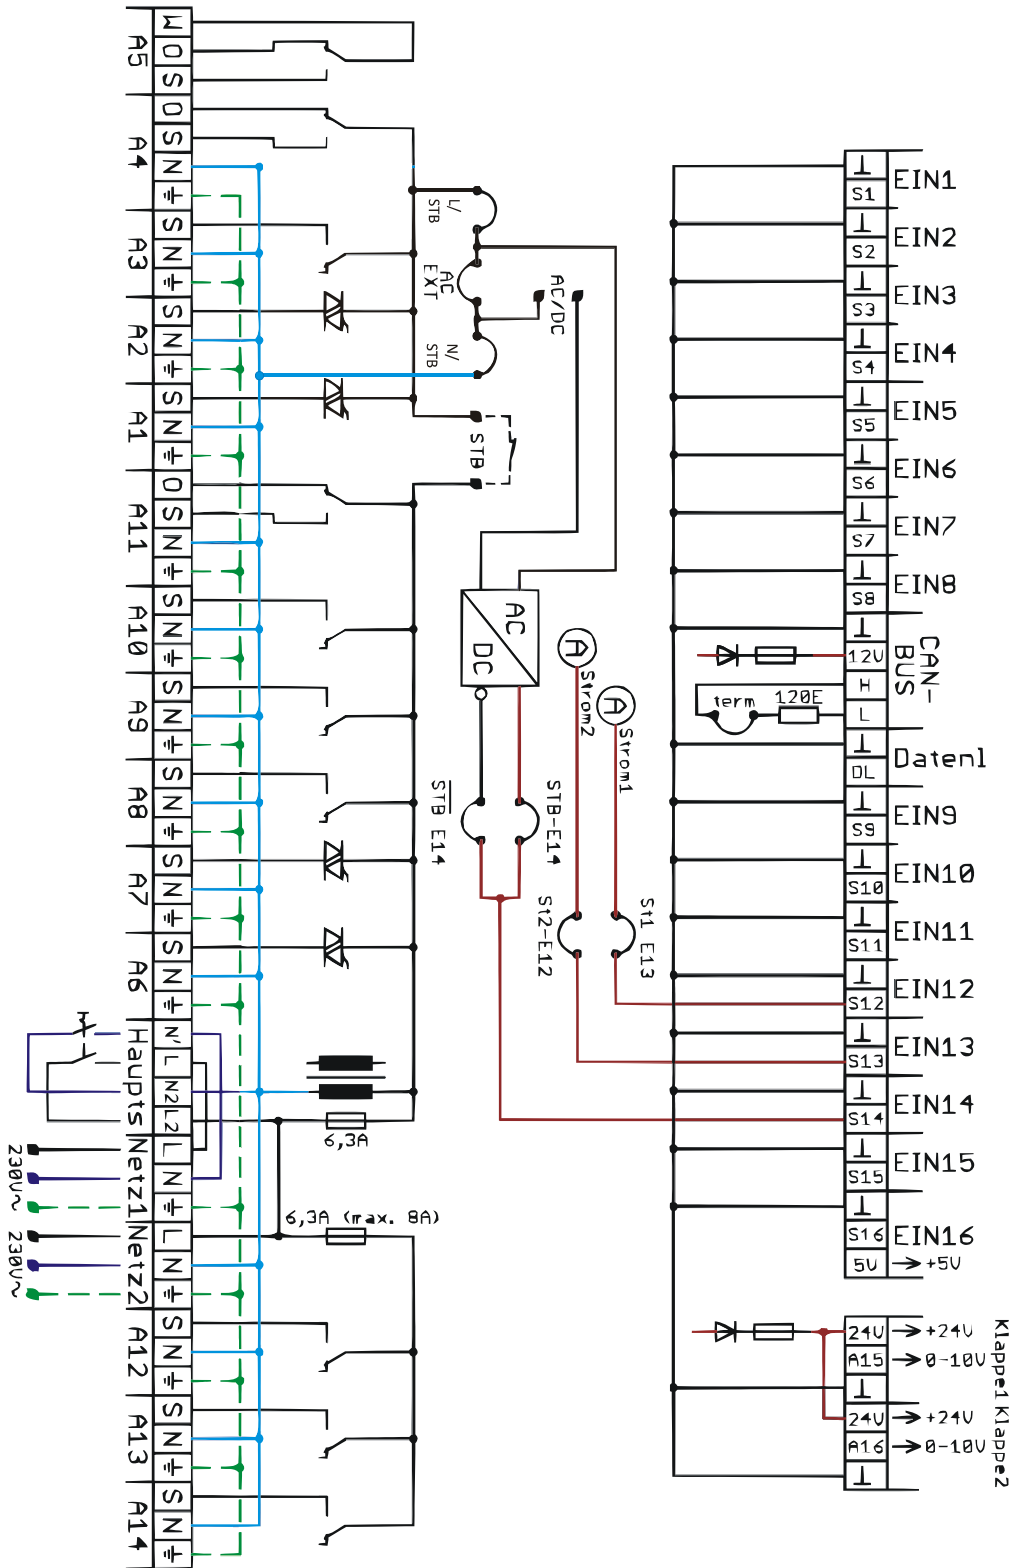 A5
W
O
S
A4
O
S
N
A3
S
N
A2
S
N
A1
S
N
A11
O
S
N
A10
S
N
A9
S
N
A8
S
N
A7
S
N
A6
S
N
Haupts
N'
L
N2
L2
Netz1
L
N
230V~
Netz2
L
N
230V~
A12
S
N
A13
S
N
A14
S
N
L/
STB
AC
EXT
N/
STB
AC/DC
STB
AC
DC
A
Strom2
A
Strom1
STB E14
STB-E14
St2-E12
St1 E13
6,3A
6,3A (max. 8A)
EIN1
S1
EIN2
S2
EIN3
S3
EIN4
S4
EIN5
S5
EIN6
S6
EIN7
S7
EIN8
S8
CAN-
BUS
12V
H
L
term
120E
Datenl
DL
EIN9
S9
EIN10
S10
EIN11
S11
EIN12
S12
EIN13
S13
EIN14
S14
EIN15
S15
EIN16
S16
5V
+5V
Klappe1
24V
+24V
A15
0-10V
Klappe2
24V
+24V
A16
0-10V